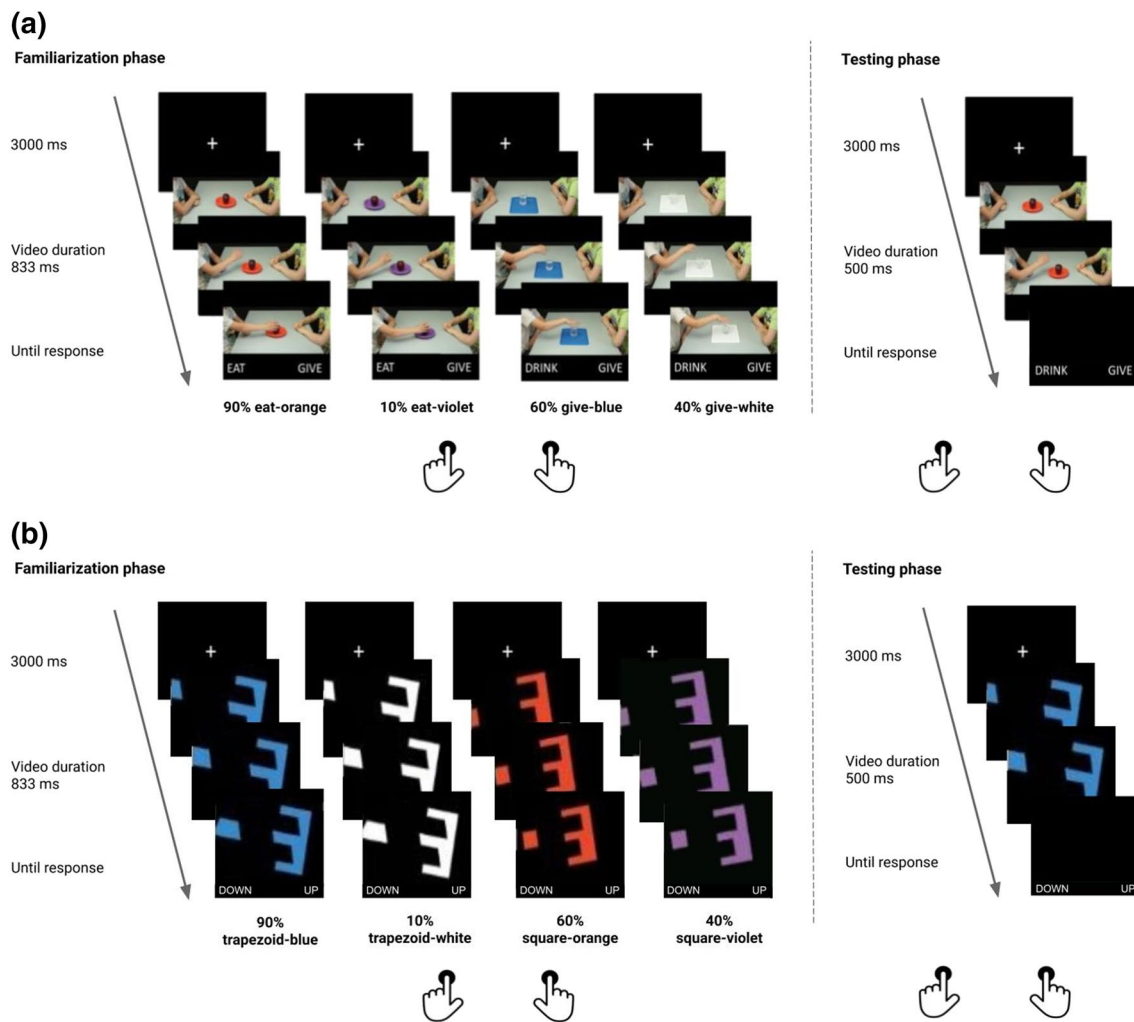 (a)
Familiarization phase
Testing phase
3000 ms
3000 ms
Video duration
833 ms
Video duration
500 ms
Until response
Until response
EAT GIVE
EAT GIVE
DRINK GIVE
DRINK GIVE
DRINK GIVE
90% eat-orange
10% eat-violet
60% give-blue
40% give-white
(b)
Familiarization phase
Testing phase
3000 ms
3000 ms
Video duration
833 ms
Video duration
500 ms
Until response
Until response
DOWN UP
DOWN UP
DOWN UP
DOWN UP
DOWN UP
90%
trapezoid-blue
10%
trapezoid-white
60%
square-orange
40%
square-violet